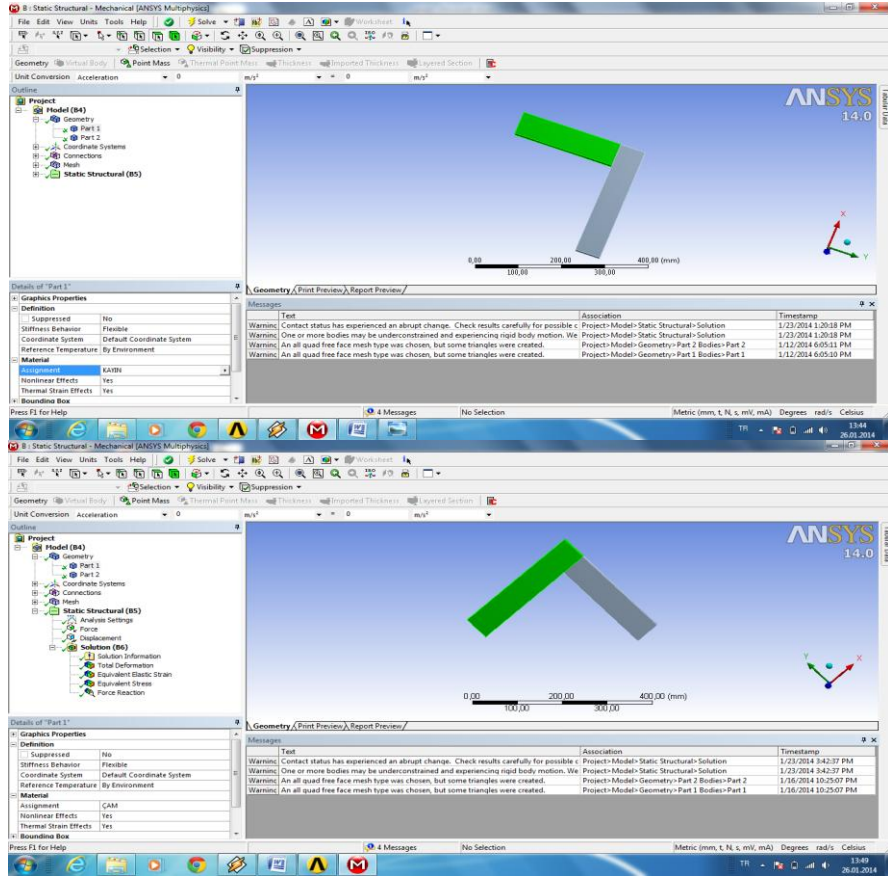 B : Static Structural - Mechanical [ANSYS Multiphysics]
File Edit View Units Tools Help Solve Worksheet
Selection Visibility Suppression
Geometry Virtual Body Point Mass Thermal Point Mass Thickness Imported Thickness Layered Section
Unit Conversion Acceleration 0 m/s² = 0 m/s²
Outline
Project
Model (B4)
Geometry
Part 1
Part 2
Coordinate Systems
Connections
Mesh
Static Structural (B5)
ANSYS
14.0
Tabular Data
X
Y
0,00 200,00 400,00 (mm)
100,00 300,00
Geometry Print Preview Report Preview
Details of "Part 1"
Graphics Properties
Definition
Suppressed No
Stiffness Behavior Flexible
Coordinate System Default Coordinate System
Reference Temperature By Environment
Material
Assignment KAYIN
Nonlinear Effects Yes
Thermal Strain Effects Yes
Bounding Box
Messages
Text Association Timestamp
Warninc Contact status has experienced an abrupt change. Check results carefully for possible c Project>Model>Static Structural>Solution 1/23/2014 1:20:18 PM
Warninc One or more bodies may be underconstrained and experiencing rigid body motion. We Project>Model>Static Structural>Solution 1/23/2014 1:20:18 PM
Warninc An all quad free face mesh type was chosen, but some triangles were created. Project>Model>Geometry>Part 2 Bodies>Part 2 1/12/2014 6:05:11 PM
Warninc An all quad free face mesh type was chosen, but some triangles were created. Project>Model>Geometry>Part 1 Bodies>Part 1 1/12/2014 6:05:10 PM
Press F1 for Help 4 Messages No Selection Metric (mm, t, N, s, mV, mA) Degrees rad/s Celsius
TR 13:44
26.01.2014
B : Static Structural - Mechanical [ANSYS Multiphysics]
File Edit View Units Tools Help Solve Worksheet
Selection Visibility Suppression
Geometry Virtual Body Point Mass Thermal Point Mass Thickness Imported Thickness Layered Section
Unit Conversion Acceleration 0 m/s² = 0 m/s²
Outline
Project
Model (B4)
Geometry
Part 1
Part 2
Coordinate Systems
Connections
Mesh
Static Structural (B5)
Analysis Settings
Force
Displacement
Solution (B6)
Solution Information
Total Deformation
Equivalent Elastic Strain
Equivalent Stress
Force Reaction
ANSYS
14.0
Y X
0,00 200,00 400,00 (mm)
100,00 300,00
Geometry Print Preview Report Preview
Details of "Part 1"
Graphics Properties
Definition
Suppressed No
Stiffness Behavior Flexible
Coordinate System Default Coordinate System
Reference Temperature By Environment
Material
Assignment ÇAM
Nonlinear Effects Yes
Thermal Strain Effects Yes
Bounding Box
Messages
Text Association Timestamp
Warninc Contact status has experienced an abrupt change. Check results carefully for possible c Project>Model>Static Structural>Solution 1/23/2014 3:42:37 PM
Warninc One or more bodies may be underconstrained and experiencing rigid body motion. We Project>Model>Static Structural>Solution 1/23/2014 3:42:37 PM
Warninc An all quad free face mesh type was chosen, but some triangles were created. Project>Model>Geometry>Part 2 Bodies>Part 2 1/16/2014 10:25:07 PM
Warninc An all quad free face mesh type was chosen, but some triangles were created. Project>Model>Geometry>Part 1 Bodies>Part 1 1/16/2014 10:25:07 PM
Press F1 for Help 4 Messages No Selection Metric (mm, t, N, s, mV, mA) Degrees rad/s Celsius
TR 13:49
26.01.2014